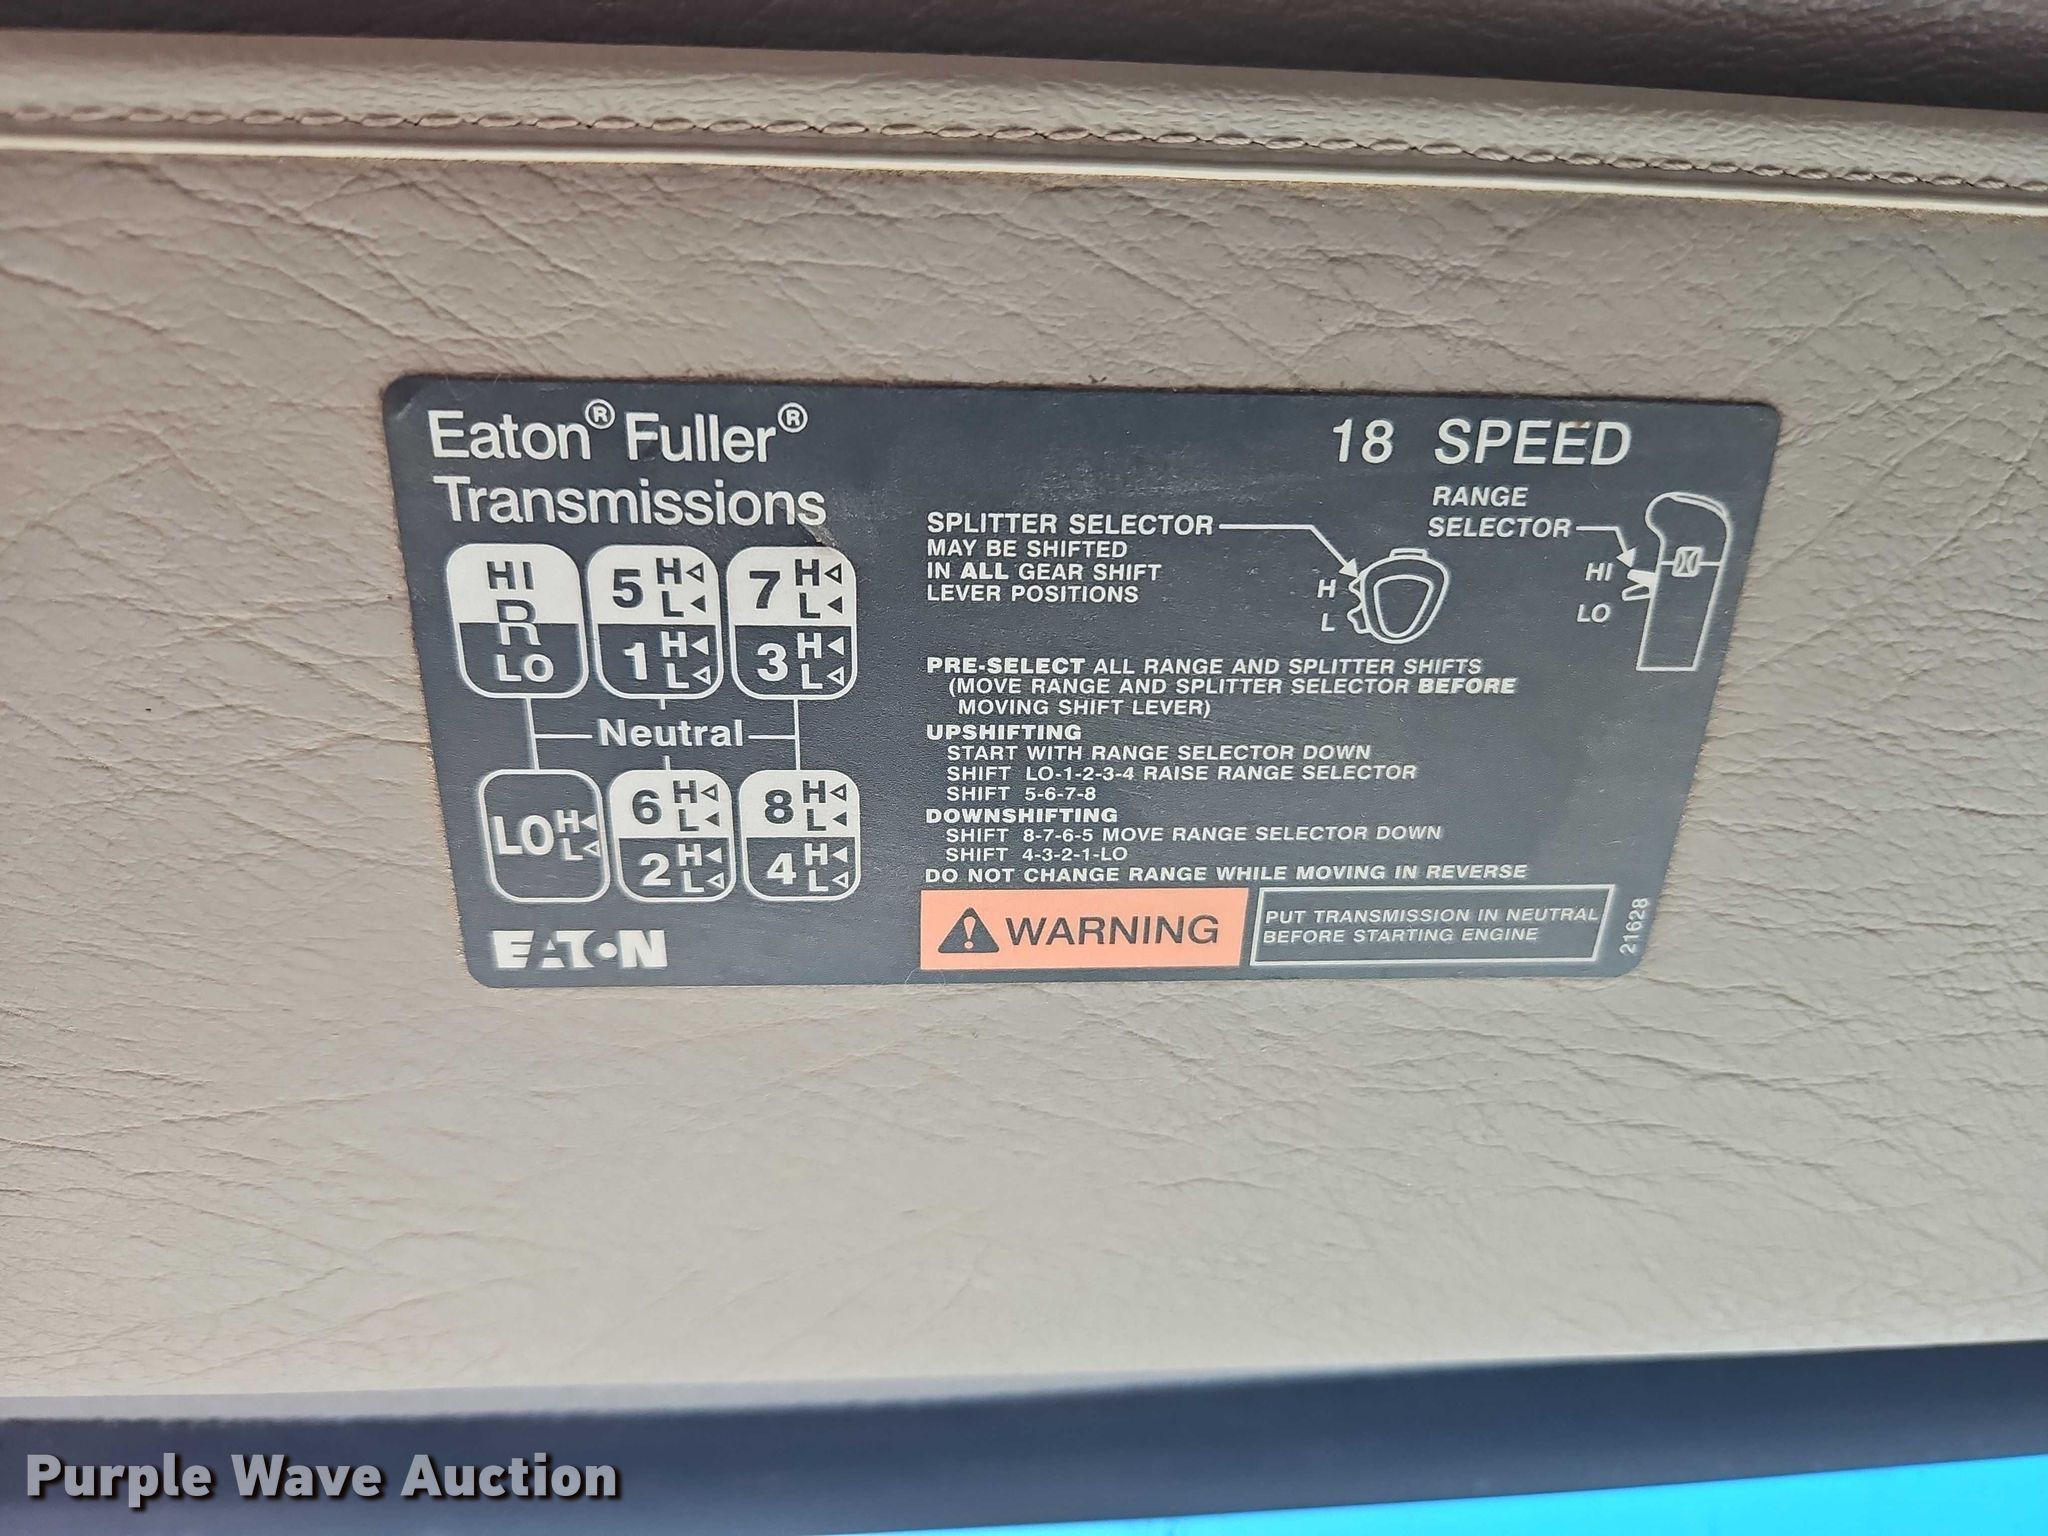 Eaton® Fuller®
Transmissions
18 SPEED
HI
R
LO
5 H L
1 H L
7 H L
3 H L
Neutral
LO H L
6 H L
2 H L
8 H L
4 H L
EATON
SPLITTER SELECTOR
MAY BE SHIFTED
IN ALL GEAR SHIFT
LEVER POSITIONS
H
L
RANGE
SELECTOR
HI
LO
PRE-SELECT ALL RANGE AND SPLITTER SHIFTS
(MOVE RANGE AND SPLITTER SELECTOR BEFORE
MOVING SHIFT LEVER)
UPSHIFTING
START WITH RANGE SELECTOR DOWN
SHIFT LO-1-2-3-4 RAISE RANGE SELECTOR
SHIFT 5-6-7-8
DOWNSHIFTING
SHIFT 8-7-6-5 MOVE RANGE SELECTOR DOWN
SHIFT 4-3-2-1-LO
DO NOT CHANGE RANGE WHILE MOVING IN REVERSE
WARNING
PUT TRANSMISSION IN NEUTRAL
BEFORE STARTING ENGINE
21628
Purple Wave Auction